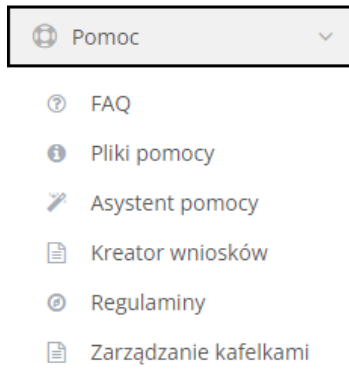 Pomoc
FAQ
Pliki pomocy
Asystent pomocy
Kreator wniosków
Regulaminy
Zarządzanie kafelkami